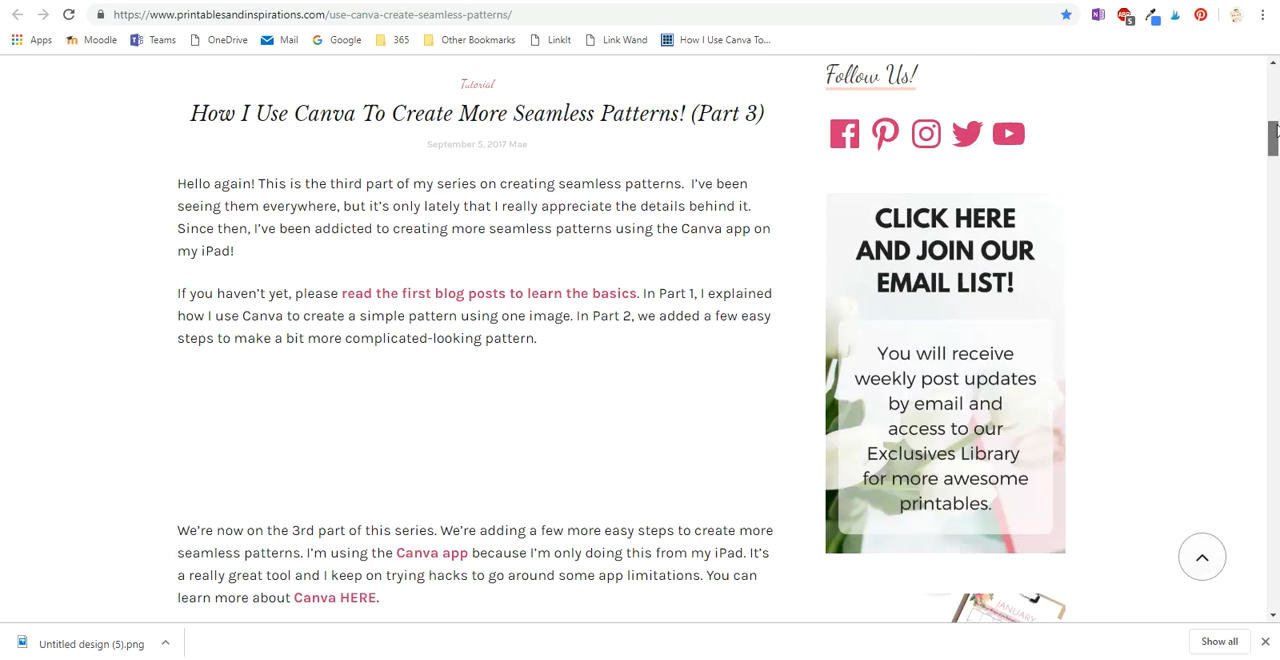 https://www.printablesandinspirations.com/use-canva-create-seamless-patterns/
Apps Moodle Teams OneDrive Mail Google 365 Other Bookmarks LinkIt Link Wand How I Use Canva To...
Tutorial
How I Use Canva To Create More Seamless Patterns! (Part 3)
September 5, 2017 Mae
Hello again! This is the third part of my series on creating seamless patterns. I've been
seeing them everywhere, but it's only lately that I really appreciate the details behind it.
Since then, I've been addicted to creating more seamless patterns using the Canva app on
my iPad!
If you haven't yet, please read the first blog posts to learn the basics. In Part 1, I explained
how I use Canva to create a simple pattern using one image. In Part 2, we added a few easy
steps to make a bit more complicated-looking pattern.
We're now on the 3rd part of this series. We're adding a few more easy steps to create more
seamless patterns. I'm using the Canva app because I'm only doing this from my iPad. It's
a really great tool and I keep on trying hacks to go around some app limitations. You can
learn more about Canva HERE.
Follow Us!
CLICK HERE
AND JOIN OUR
EMAIL LIST!
You will receive
weekly post updates
by email and
access to our
Exclusives Library
for more awesome
printables.
JANUARY
Untitled design (5).png
Show all